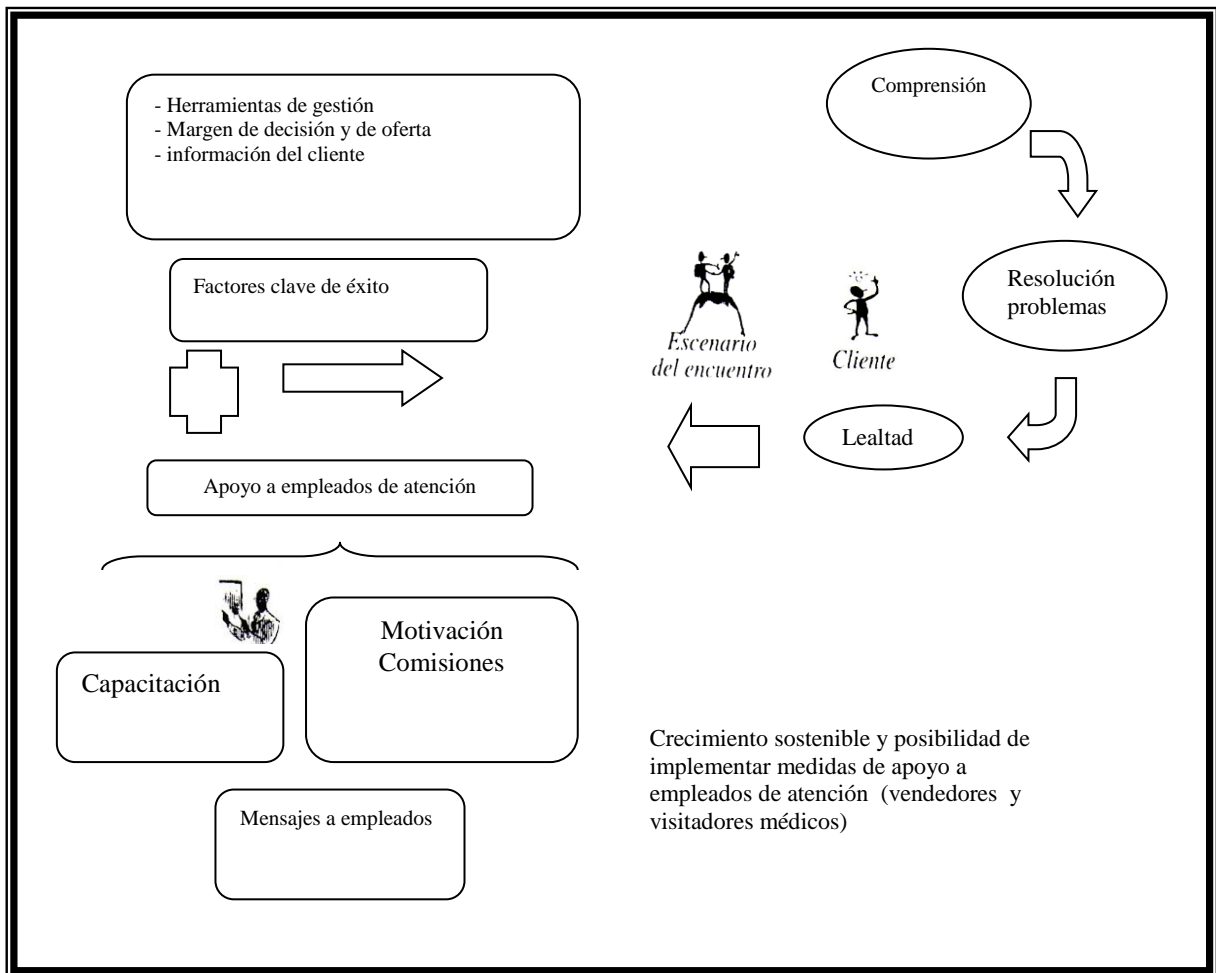 - Herramientas de gestión
- Margen de decisión y de oferta
- información del cliente
Factores clave de éxito
Apoyo a empleados de atención
Capacitación
Motivación
Comisiones
Mensajes a empleados
Comprensión
Resolución
problemas
Escenario
del encuentro
Cliente
Lealtad
Crecimiento sostenible y posibilidad de
implementar medidas de apoyo a
empleados de atención (vendedores y
visitadores médicos)